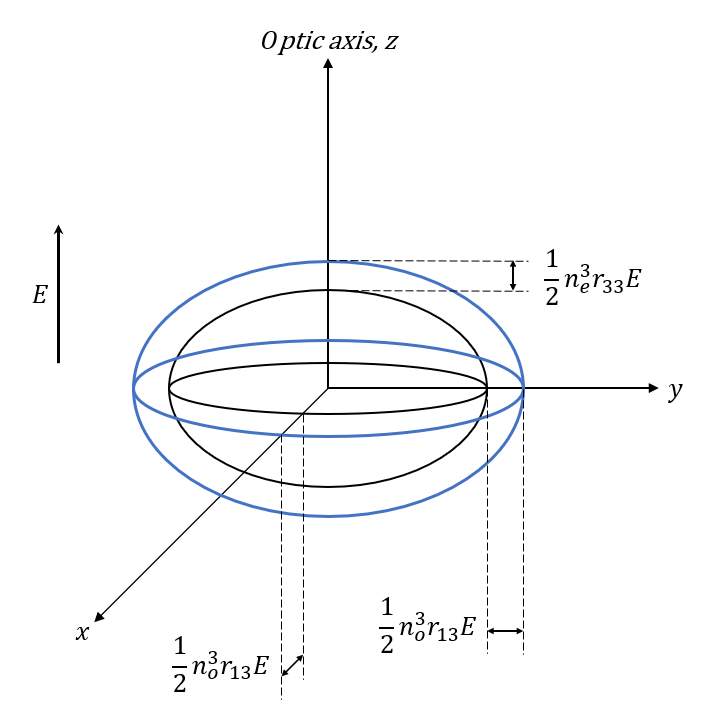 Optic axis, z
E
1/2 n_e^3 r_33 E
y
1/2 n_o^3 r_13 E
x
1/2 n_o^3 r_13 E